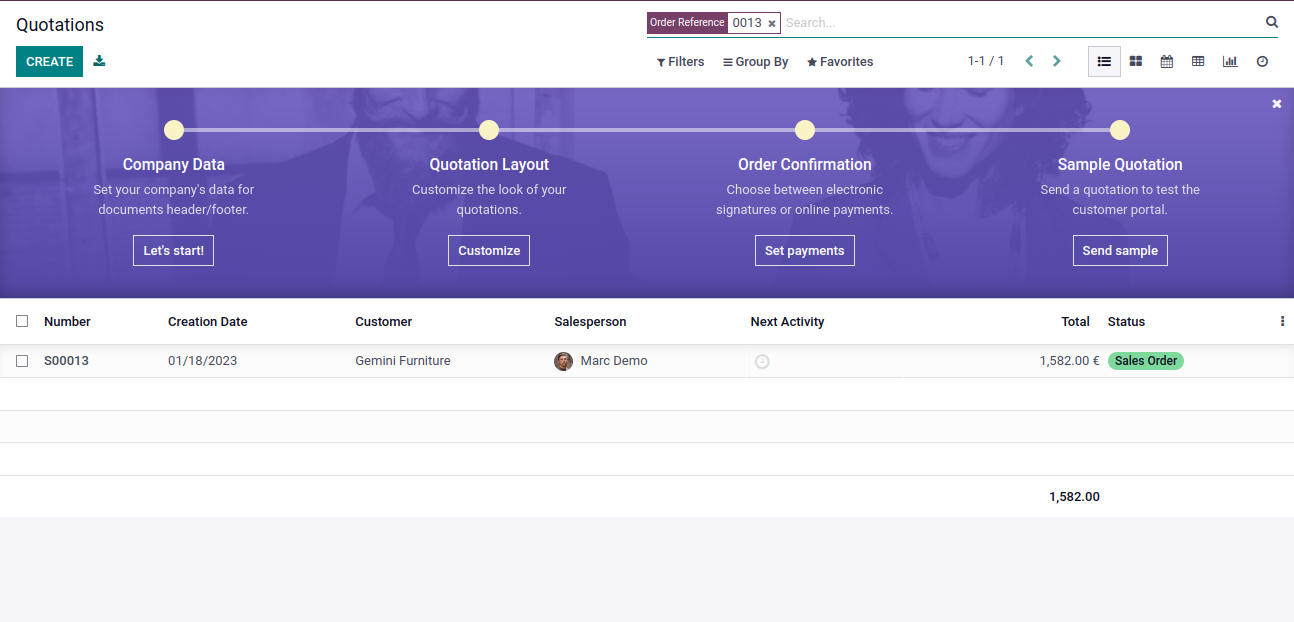 Quotations
Order Reference 0013 Search...
CREATE
Filters Group By Favorites 1-1 / 1
Company Data
Set your company's data for
documents header/footer.
Let's start!
Quotation Layout
Customize the look of your
quotations.
Customize
Order Confirmation
Choose between electronic
signatures or online payments.
Set payments
Sample Quotation
Send a quotation to test the
customer portal.
Send sample
Number Creation Date Customer Salesperson Next Activity Total Status
S00013 01/18/2023 Gemini Furniture Marc Demo 1,582.00 € Sales Order
1,582.00